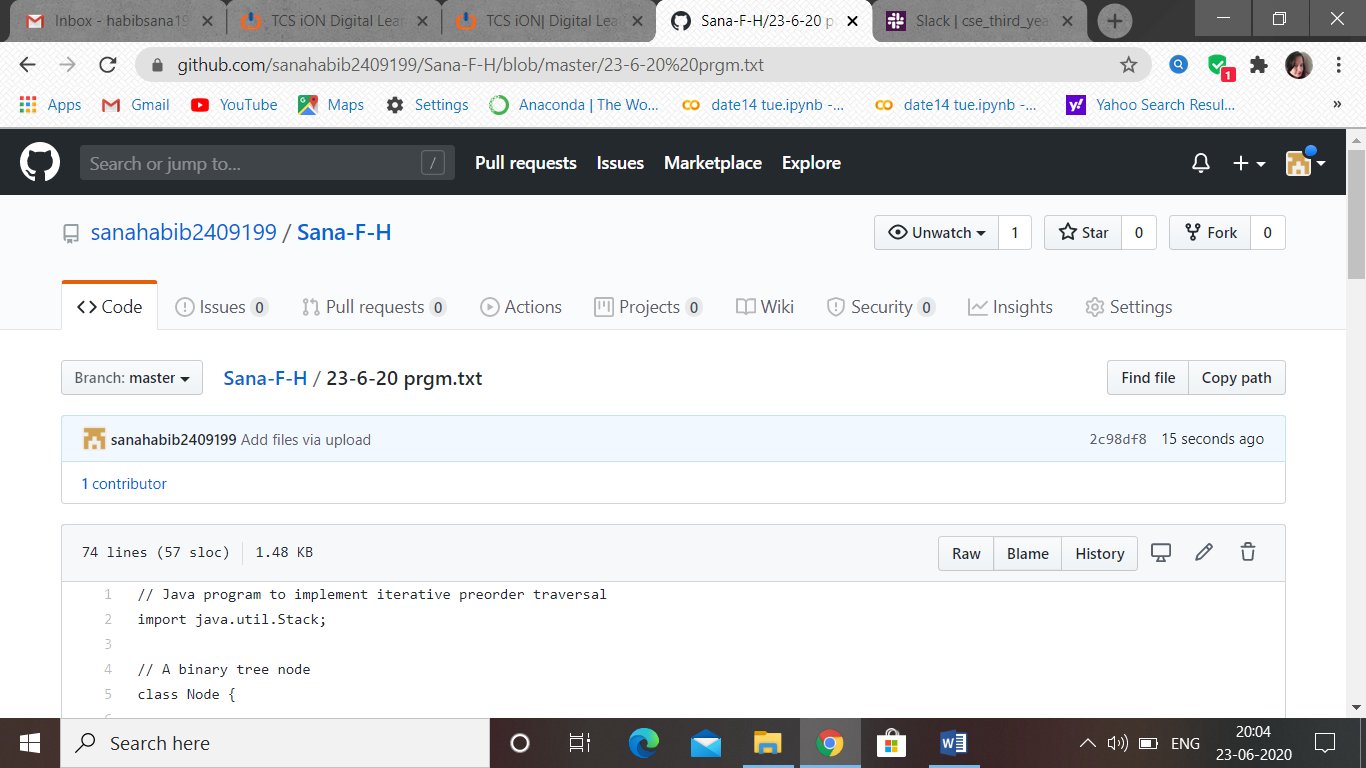 Inbox - habibsana19
TCS iON Digital Lear
TCS iON| Digital Lea
Sana-F-H/23-6-20 p
Slack | cse_third_yea
github.com/sanahabib2409199/Sana-F-H/blob/master/23-6-20%20prgm.txt
1
Apps
Gmail
YouTube
Maps
Settings
Anaconda | The Wo...
date14 tue.ipynb -...
date14 tue.ipynb -...
Yahoo Search Resul...
»
Search or jump to...
/
Pull requests
Issues
Marketplace
Explore
sanahabib2409199 / Sana-F-H
Unwatch 1
Star 0
Fork 0
Code
Issues 0
Pull requests 0
Actions
Projects 0
Wiki
Security 0
Insights
Settings
Branch: master
Sana-F-H / 23-6-20 prgm.txt
Find file
Copy path
sanahabib2409199 Add files via upload
2c98df8 15 seconds ago
1 contributor
74 lines (57 sloc) 1.48 KB
Raw
Blame
History
1 // Java program to implement iterative preorder traversal
2 import java.util.Stack;
3
4 // A binary tree node
5 class Node {
Search here
ENG
20:04
23-06-2020